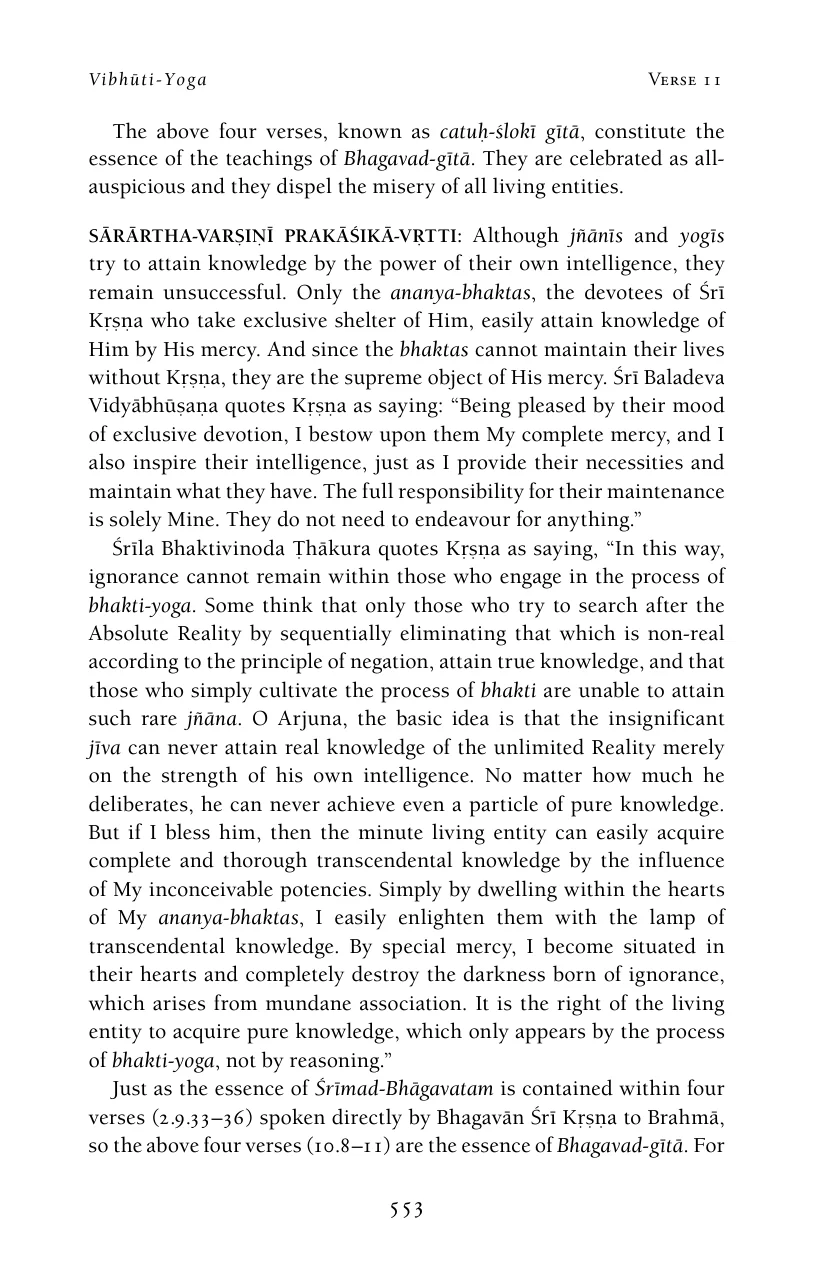 Vibhūti-Yoga Verse 11
The above four verses, known as catuḥ-ślokī gītā, constitute the
essence of the teachings of Bhagavad-gītā. They are celebrated as all-
auspicious and they dispel the misery of all living entities.
SĀRĀRTHA-VARṢIṆĪ PRAKĀŚIKĀ-VṚTTI: Although jñānīs and yogīs
try to attain knowledge by the power of their own intelligence, they
remain unsuccessful. Only the ananya-bhaktas, the devotees of Śrī
Kṛṣṇa who take exclusive shelter of Him, easily attain knowledge of
Him by His mercy. And since the bhaktas cannot maintain their lives
without Kṛṣṇa, they are the supreme object of His mercy. Śrī Baladeva
Vidyābhūṣaṇa quotes Kṛṣṇa as saying: “Being pleased by their mood
of exclusive devotion, I bestow upon them My complete mercy, and I
also inspire their intelligence, just as I provide their necessities and
maintain what they have. The full responsibility for their maintenance
is solely Mine. They do not need to endeavour for anything.”
Śrīla Bhaktivinoda Ṭhākura quotes Kṛṣṇa as saying, “In this way,
ignorance cannot remain within those who engage in the process of
bhakti-yoga. Some think that only those who try to search after the
Absolute Reality by sequentially eliminating that which is non-real
according to the principle of negation, attain true knowledge, and that
those who simply cultivate the process of bhakti are unable to attain
such rare jñāna. O Arjuna, the basic idea is that the insignificant
jīva can never attain real knowledge of the unlimited Reality merely
on the strength of his own intelligence. No matter how much he
deliberates, he can never achieve even a particle of pure knowledge.
But if I bless him, then the minute living entity can easily acquire
complete and thorough transcendental knowledge by the influence
of My inconceivable potencies. Simply by dwelling within the hearts
of My ananya-bhaktas, I easily enlighten them with the lamp of
transcendental knowledge. By special mercy, I become situated in
their hearts and completely destroy the darkness born of ignorance,
which arises from mundane association. It is the right of the living
entity to acquire pure knowledge, which only appears by the process
of bhakti-yoga, not by reasoning.”
Just as the essence of Śrīmad-Bhāgavatam is contained within four
verses (2.9.33–36) spoken directly by Bhagavān Śrī Kṛṣṇa to Brahmā,
so the above four verses (10.8–11) are the essence of Bhagavad-gītā. For
553